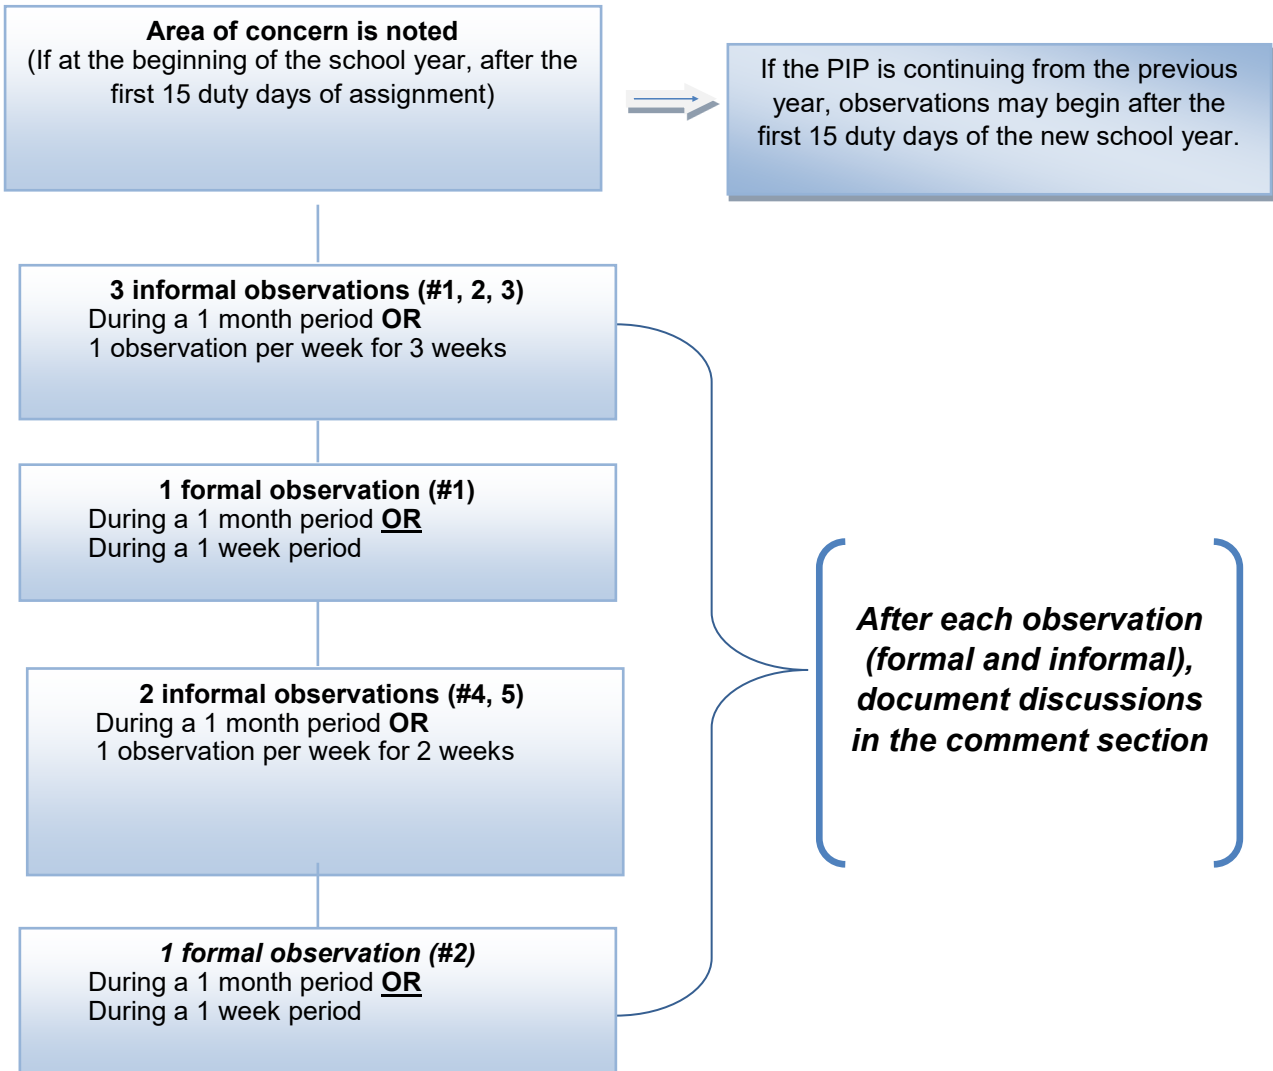 Area of concern is noted
(If at the beginning of the school year, after the
first 15 duty days of assignment)
If the PIP is continuing from the previous
year, observations may begin after the
first 15 duty days of the new school year.
3 informal observations (#1, 2, 3)
During a 1 month period OR
1 observation per week for 3 weeks
1 formal observation (#1)
During a 1 month period OR
During a 1 week period
2 informal observations (#4, 5)
During a 1 month period OR
1 observation per week for 2 weeks
1 formal observation (#2)
During a 1 month period OR
During a 1 week period
After each observation
(formal and informal),
document discussions
in the comment section